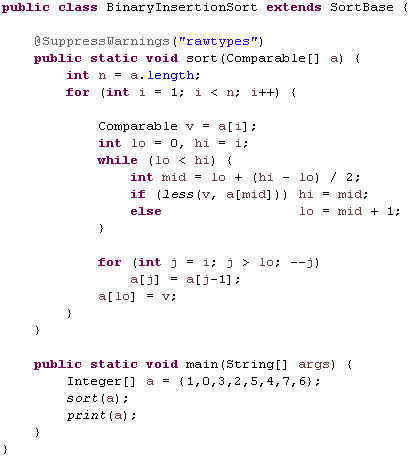 public class BinaryInsertionSort extends SortBase {
@SuppressWarnings("rawtypes")
public static void sort(Comparable[] a) {
int n = a.length;
for (int i = 1; i < n; i++) {
Comparable v = a[i];
int lo = 0, hi = i;
while (lo < hi) {
int mid = lo + (hi - lo) / 2;
if (less(v, a[mid])) hi = mid;
else lo = mid + 1;
}
for (int j = i; j > lo; --j)
a[j] = a[j-1];
a[lo] = v;
}
}
public static void main(String[] args) {
Integer[] a = {1,0,3,2,5,4,7,6};
sort(a);
print(a);
}
}